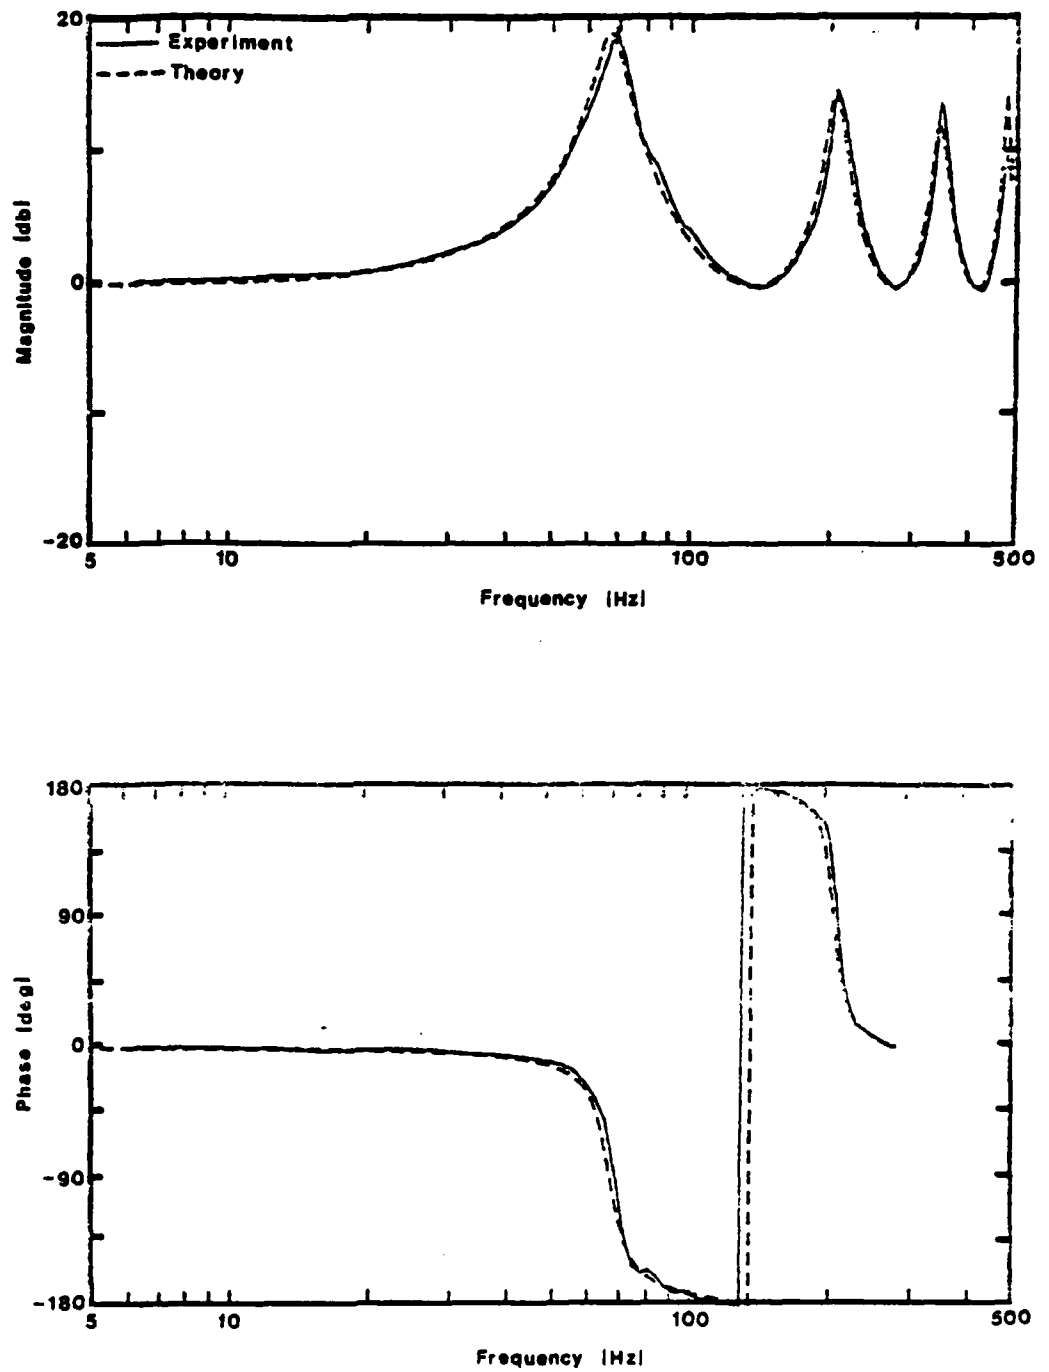 20
Experiment
Theory
Magnitude |db|
0
-20
5 10 100 500
Frequency |Hz|
180
90
Phase |deg|
0
-90
-180
5 10 100 500
Frequency |Hz|